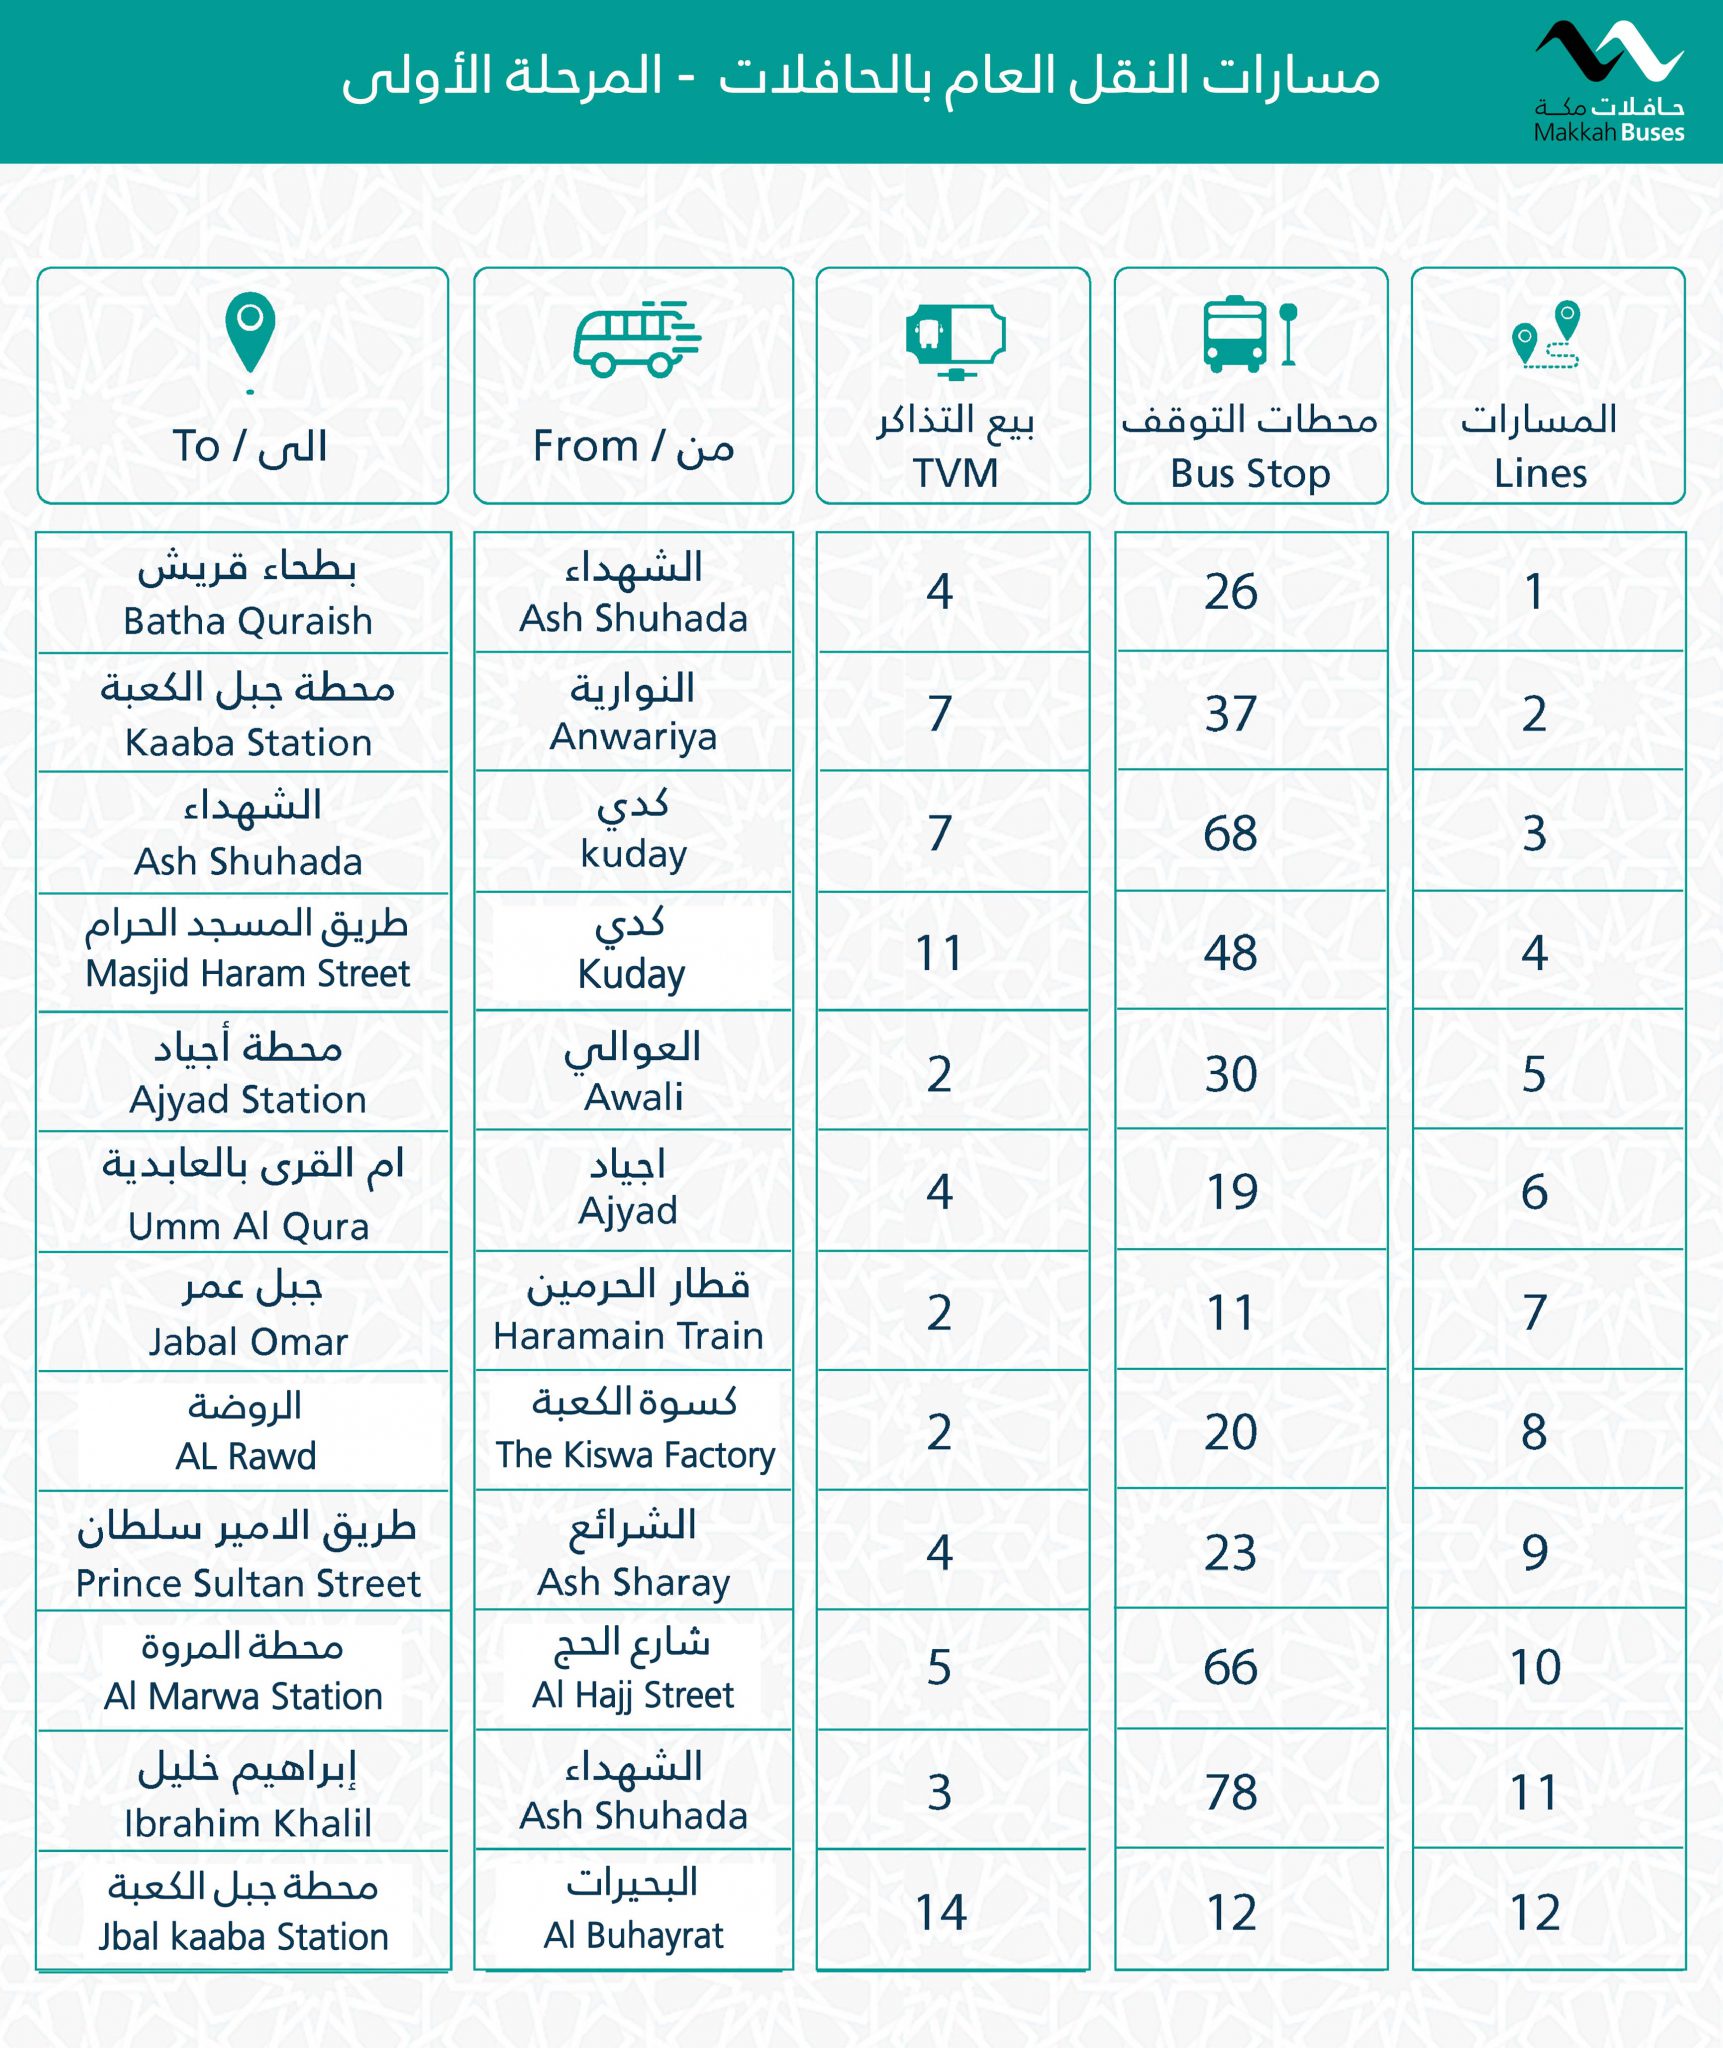 مسارات النقل العام بالحافلات - المرحلة الأولى
حافلات مكة
Makkah Buses
المسارات
Lines
محطات التوقف
Bus Stop
بيع التذاكر
TVM
من / From
الى / To
1
26
4
الشهداء
Ash Shuhada
بطحاء قريش
Batha Quraish
2
37
7
النوارية
Anwariya
محطة جبل الكعبة
Kaaba Station
3
68
7
كدي
kuday
الشهداء
Ash Shuhada
4
48
11
كدي
Kuday
طريق المسجد الحرام
Masjid Haram Street
5
30
2
العوالي
Awali
محطة أجياد
Ajyad Station
6
19
4
اجياد
Ajyad
ام القرى بالعابدية
Umm Al Qura
7
11
2
قطار الحرمين
Haramain Train
جبل عمر
Jabal Omar
8
20
2
كسوة الكعبة
The Kiswa Factory
الروضة
AL Rawd
9
23
4
الشرائع
Ash Sharay
طريق الامير سلطان
Prince Sultan Street
10
66
5
شارع الحج
Al Hajj Street
محطة المروة
Al Marwa Station
11
78
3
الشهداء
Ash Shuhada
إبراهيم خليل
Ibrahim Khalil
12
12
14
البحيرات
Al Buhayrat
محطة جبل الكعبة
Jbal kaaba Station